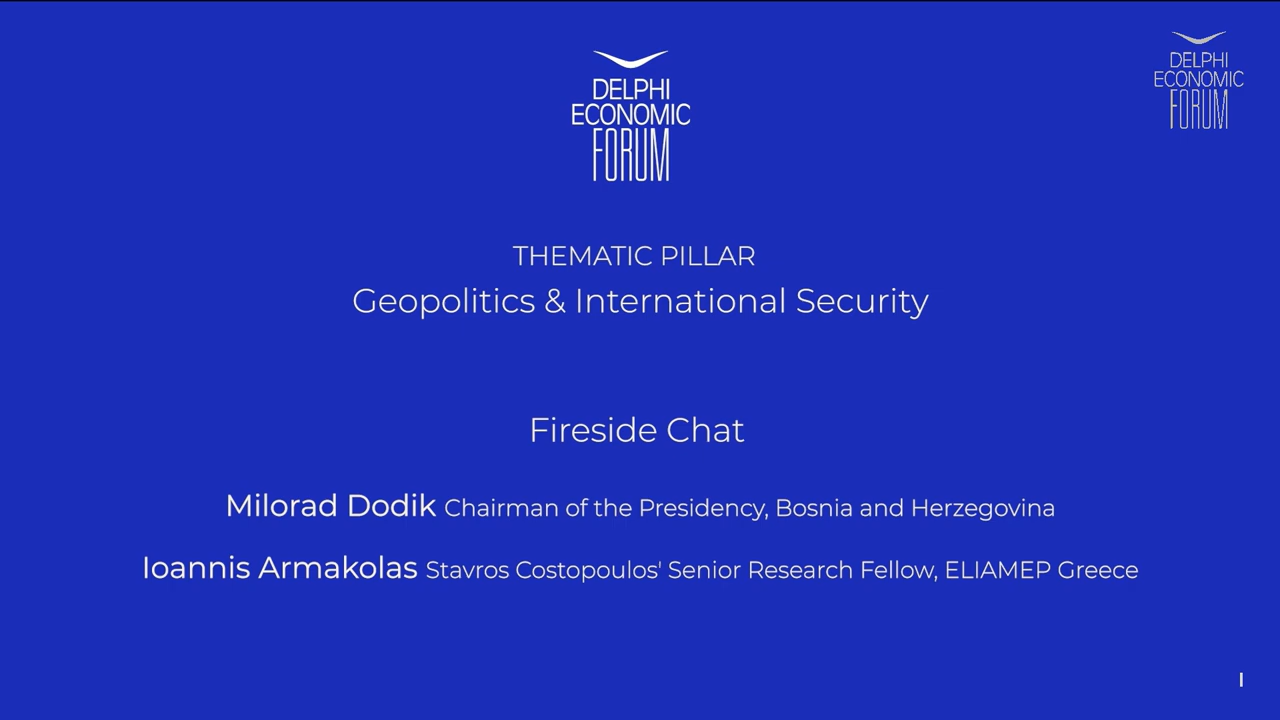 DELPHI
ECONOMIC
FORUM
DELPHI
ECONOMIC
FORUM
THEMATIC PILLAR
Geopolitics & International Security
Fireside Chat
Milorad Dodik Chairman of the Presidency, Bosnia and Herzegovina
Ioannis Armakolas Stavros Costopoulos' Senior Research Fellow, ELIAMEP Greece